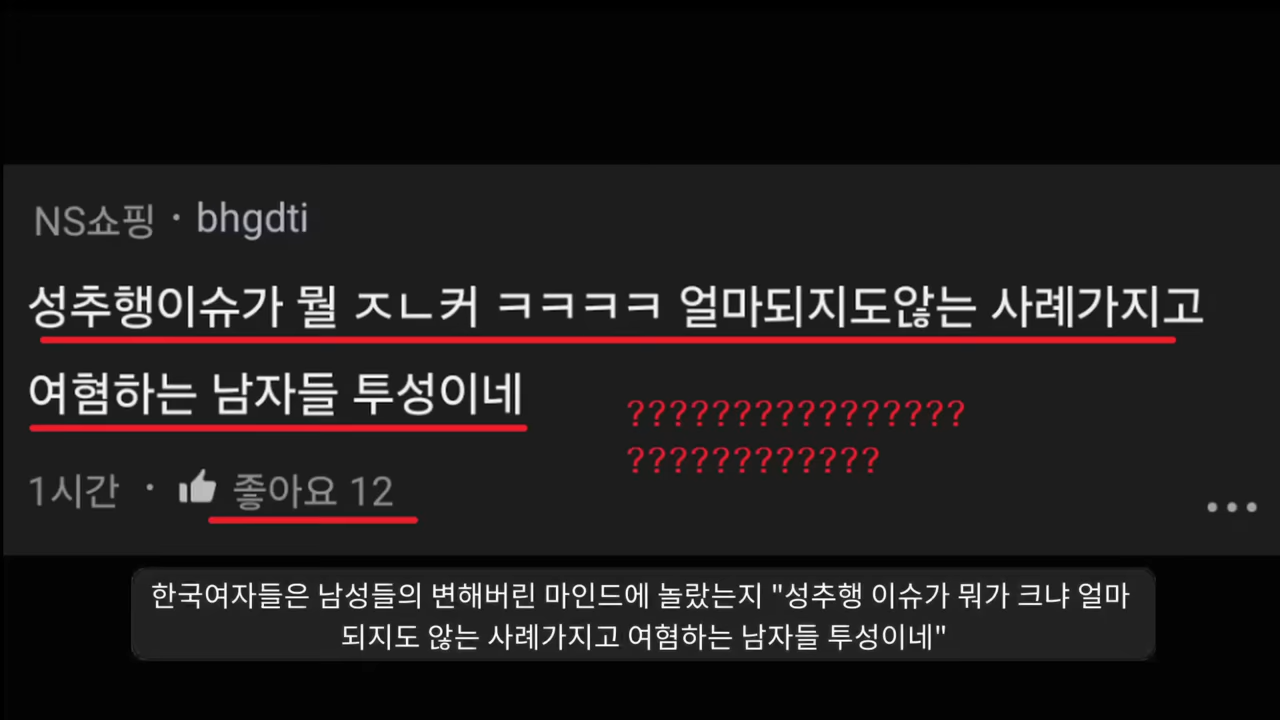 NS쇼핑 · bhgdti
성추행이슈가 뭘 ㅈㄴ커 ㅋㅋㅋㅋ 얼마되지도않는 사례가지고
여혐하는 남자들 투성이네
????????????????
????????????
1시간 · 좋아요 12
한국여자들은 남성들의 변해버린 마인드에 놀랐는지 "성추행 이슈가 뭐가 크냐 얼마
되지도 않는 사례가지고 여혐하는 남자들 투성이네"